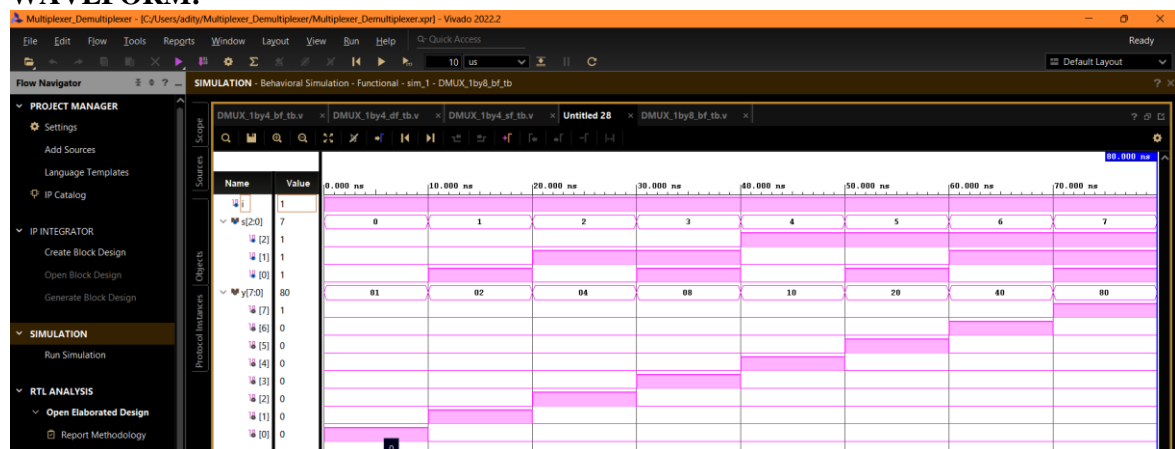 WAVEFORM:
Multiplexer_Demultiplexer - [C:/Users/adity/Multiplexer_Demultiplexer/Multiplexer_Demultiplexer.xpr] - Vivado 2022.2
File Edit Flow Tools Reports Window Layout View Run Help Q- Quick Access Ready
10 us Default Layout
Flow Navigator SIMULATION - Behavioral Simulation - Functional - sim_1 - DMUX_1by8_bf_tb
PROJECT MANAGER
Settings
Add Sources
Language Templates
IP Catalog
IP INTEGRATOR
Create Block Design
Open Block Design
Generate Block Design
SIMULATION
Run Simulation
RTL ANALYSIS
Open Elaborated Design
Report Methodology
Scope
Sources
Objects
Protocol Instances
DMUX_1by4_bf_tb.v DMUX_1by4_df_tb.v DMUX_1by4_sf_tb.v Untitled 28 DMUX_1by8_bf_tb.v
80.000 ns
Name Value 0.000 ns 10.000 ns 20.000 ns 30.000 ns 40.000 ns 50.000 ns 60.000 ns 70.000 ns
i 1
s[2:0] 7 0 1 2 3 4 5 6 7
[2] 1
[1] 1
[0] 1
y[7:0] 80 01 02 04 08 10 20 40 80
[7] 1
[6] 0
[5] 0
[4] 0
[3] 0
[2] 0
[1] 0
[0] 0